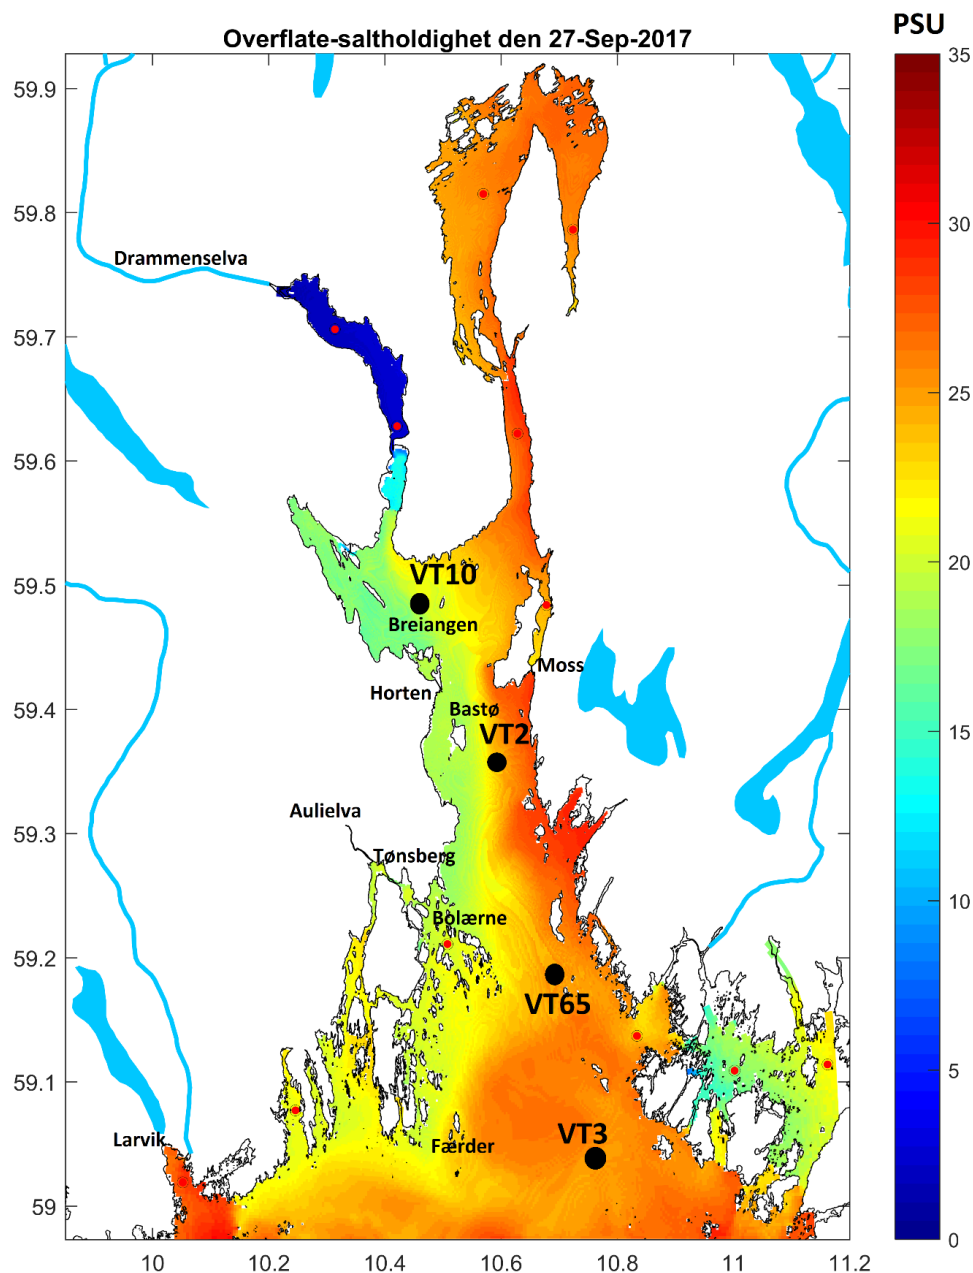 PSU
Overflate-saltholdighet den 27-Sep-2017
35
59.9
30
59.8
Drammenselva
59.7
25
59.6
20
59.5
VT10
Breiangen
Moss
Horten
15
59.4
Bastø
VT2
Aulielva
59.3
Tønsberg
10
Bolærne
59.2
VT65
5
59.1
VT3
Larvik
Færder
59
0
10
10.2
10.4
10.6
10.8
11
11.2